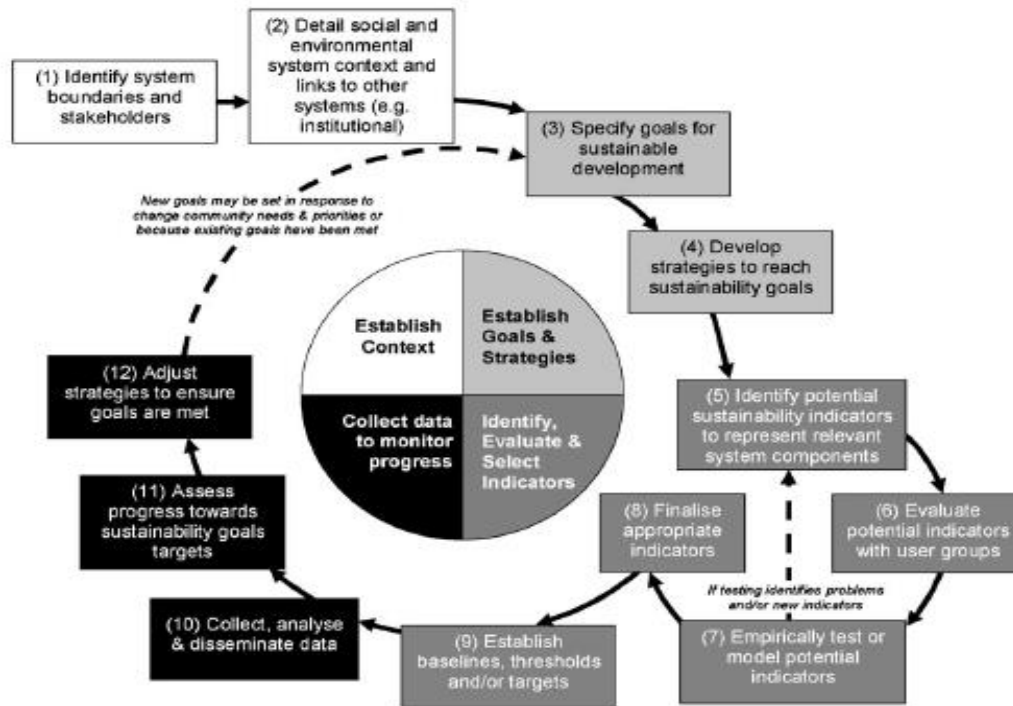 (1) Identify system
boundaries and
stakeholders
(2) Detail social and
environmental
system context and
links to other
systems (e.g.
institutional)
(3) Specify goals for
sustainable
development
New goals may be set in response to
change community needs & priorities or
because existing goals have been met
(4) Develop
strategies to reach
sustainability goals
Establish
Context
Establish
Goals &
Strategies
Collect data
to monitor
progress
Identify,
Evaluate &
Select
Indicators
(5) Identify potential
sustainability indicators
to represent relevant
system components
(6) Evaluate
potential indicators
with user groups
If testing identifies problems
and/or new indicators
(7) Empirically test or
model potential
indicators
(8) Finalise
appropriate
indicators
(9) Establish
baselines, thresholds
and/or targets
(10) Collect, analyse
& disseminate data
(11) Assess
progress towards
sustainability goals
targets
(12) Adjust
strategies to ensure
goals are met